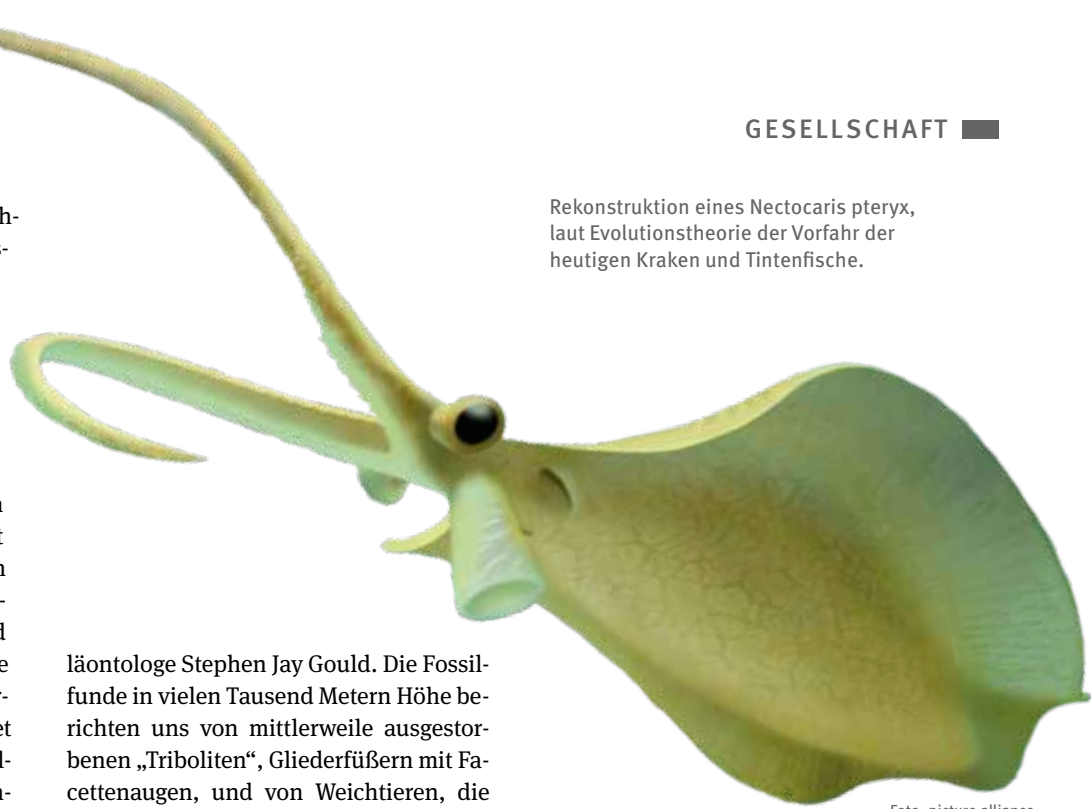 GESELLSCHAFT
Rekonstruktion eines Nectocaris pteryx,
laut Evolutionstheorie der Vorfahr der
heutigen Kraken und Tintenfische.
läontologe Stephen Jay Gould. Die Fossil-
funde in vielen Tausend Metern Höhe be-
richten uns von mittlerweile ausgestor-
benen „Triboliten“, Gliederfüßern mit Fa-
cettenaugen, und von Weichtieren, die